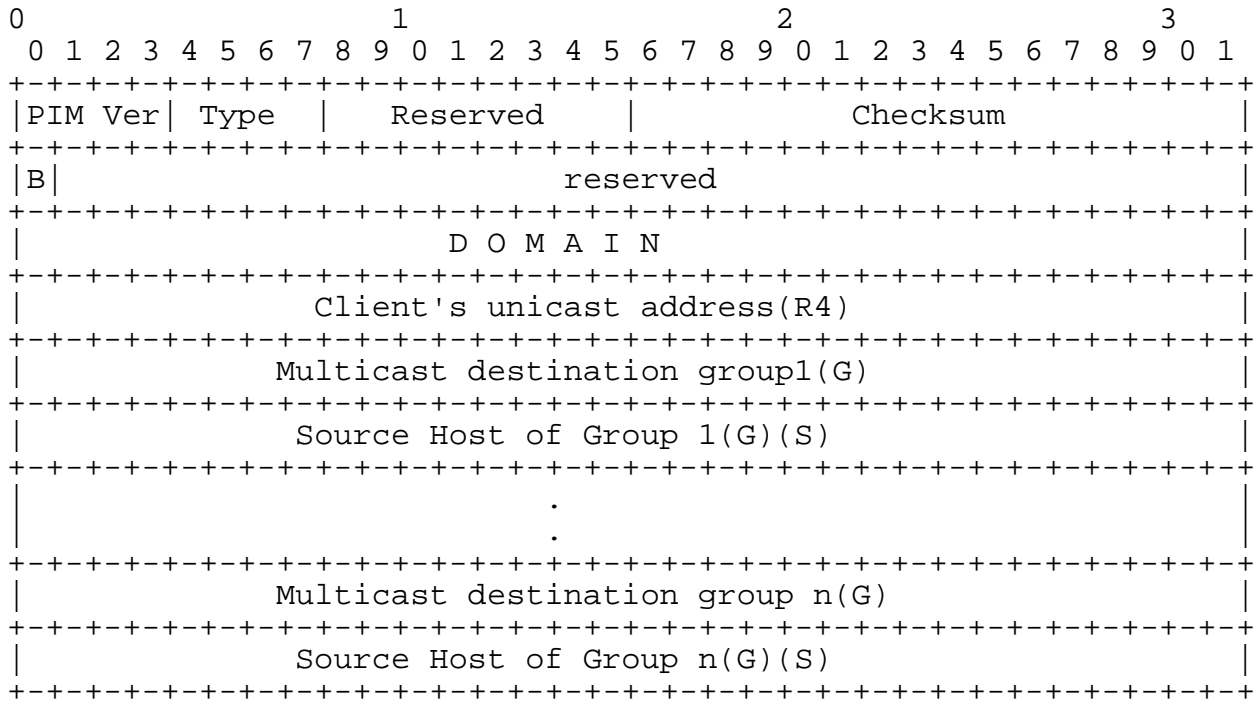 0                   1                   2                   3
 0 1 2 3 4 5 6 7 8 9 0 1 2 3 4 5 6 7 8 9 0 1 2 3 4 5 6 7 8 9 0 1
+-+-+-+-+-+-+-+-+-+-+-+-+-+-+-+-+-+-+-+-+-+-+-+-+-+-+-+-+-+-+-+-+
|PIM Ver| Type  |   Reserved    |           Checksum            |
+-+-+-+-+-+-+-+-+-+-+-+-+-+-+-+-+-+-+-+-+-+-+-+-+-+-+-+-+-+-+-+-+
|B|                          reserved                           |
+-+-+-+-+-+-+-+-+-+-+-+-+-+-+-+-+-+-+-+-+-+-+-+-+-+-+-+-+-+-+-+-+
|                      D O M A I N                              |
+-+-+-+-+-+-+-+-+-+-+-+-+-+-+-+-+-+-+-+-+-+-+-+-+-+-+-+-+-+-+-+-+
|               Client's unicast address(R4)                    |
+-+-+-+-+-+-+-+-+-+-+-+-+-+-+-+-+-+-+-+-+-+-+-+-+-+-+-+-+-+-+-+-+
|             Multicast destination group1(G)                   |
+-+-+-+-+-+-+-+-+-+-+-+-+-+-+-+-+-+-+-+-+-+-+-+-+-+-+-+-+-+-+-+-+
|              Source Host of Group 1(G)(S)                     |
+-+-+-+-+-+-+-+-+-+-+-+-+-+-+-+-+-+-+-+-+-+-+-+-+-+-+-+-+-+-+-+-+
|                           .                                   |
|                           .                                   |
+-+-+-+-+-+-+-+-+-+-+-+-+-+-+-+-+-+-+-+-+-+-+-+-+-+-+-+-+-+-+-+-+
|             Multicast destination group n(G)                  |
+-+-+-+-+-+-+-+-+-+-+-+-+-+-+-+-+-+-+-+-+-+-+-+-+-+-+-+-+-+-+-+-+
|              Source Host of Group n(G)(S)                     |
+-+-+-+-+-+-+-+-+-+-+-+-+-+-+-+-+-+-+-+-+-+-+-+-+-+-+-+-+-+-+-+-+